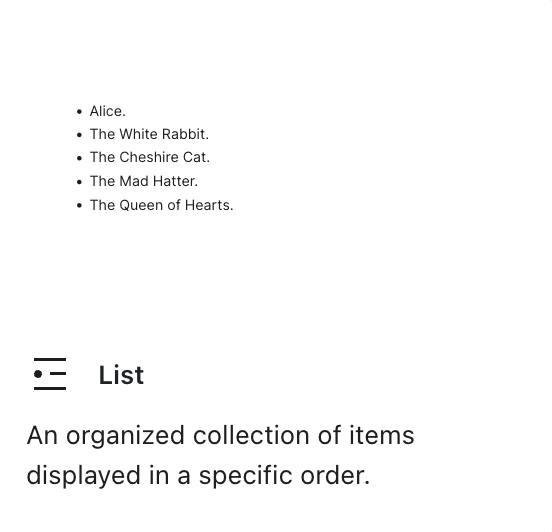 • Alice.
• The White Rabbit.
• The Cheshire Cat.
• The Mad Hatter.
• The Queen of Hearts.
List
An organized collection of items
displayed in a specific order.